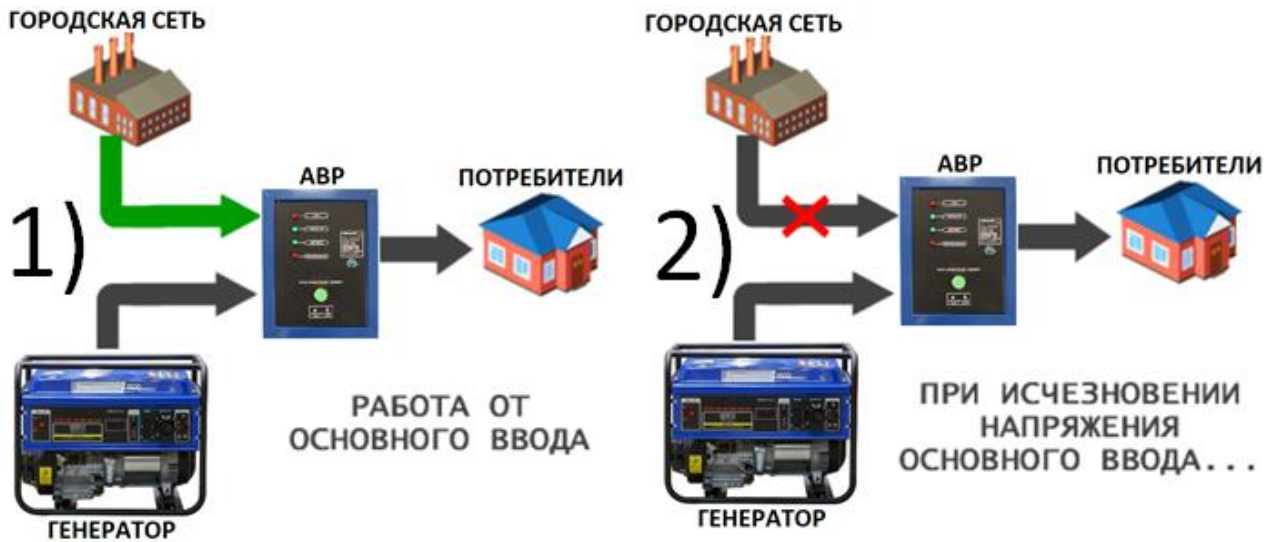 ГОРОДСКАЯ СЕТЬ
АВР
ПОТРЕБИТЕЛИ
1)
РАБОТА ОТ
ОСНОВНОГО ВВОДА
ГЕНЕРАТОР
ГОРОДСКАЯ СЕТЬ
АВР
ПОТРЕБИТЕЛИ
2)
ПРИ ИСЧЕЗНОВЕНИИ
НАПРЯЖЕНИЯ
ОСНОВНОГО ВВОДА...
ГЕНЕРАТОР